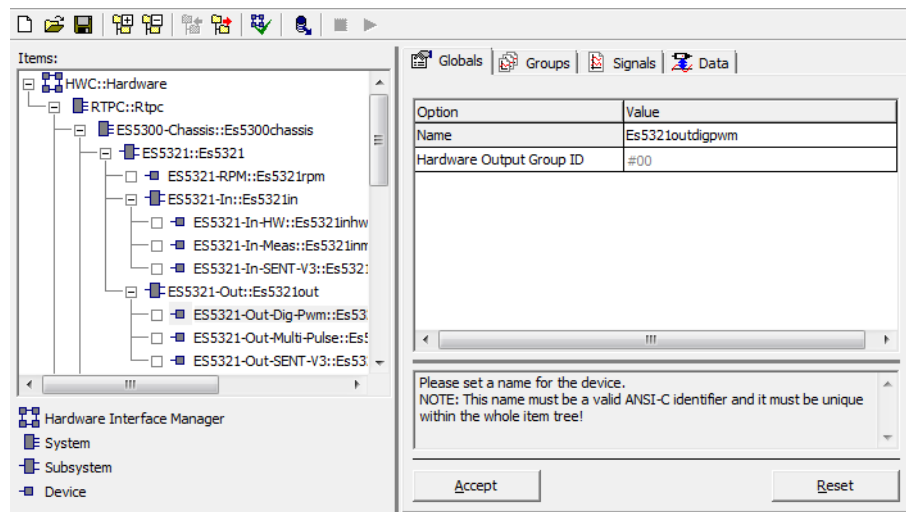 Items:
HWC::Hardware
RTPC::Rtpc
ES5300-Chassis::Es5300chassis
ES5321::Es5321
ES5321-RPM::Es5321rpm
ES5321-In::Es5321in
ES5321-In-HW::Es5321inhw
ES5321-In-Meas::Es5321inm
ES5321-In-SENT-V3::Es532
ES5321-Out::Es5321out
ES5321-Out-Dig-Pwm::Es53
ES5321-Out-Multi-Pulse::Es5
ES5321-Out-SENT-V3::Es53
Hardware Interface Manager
System
Subsystem
Device
Globals Groups Signals Data
Option Value
Name Es5321outdigpwm
Hardware Output Group ID #00
Please set a name for the device.
NOTE: This name must be a valid ANSI-C identifier and it must be unique
within the whole item tree!
Accept Reset